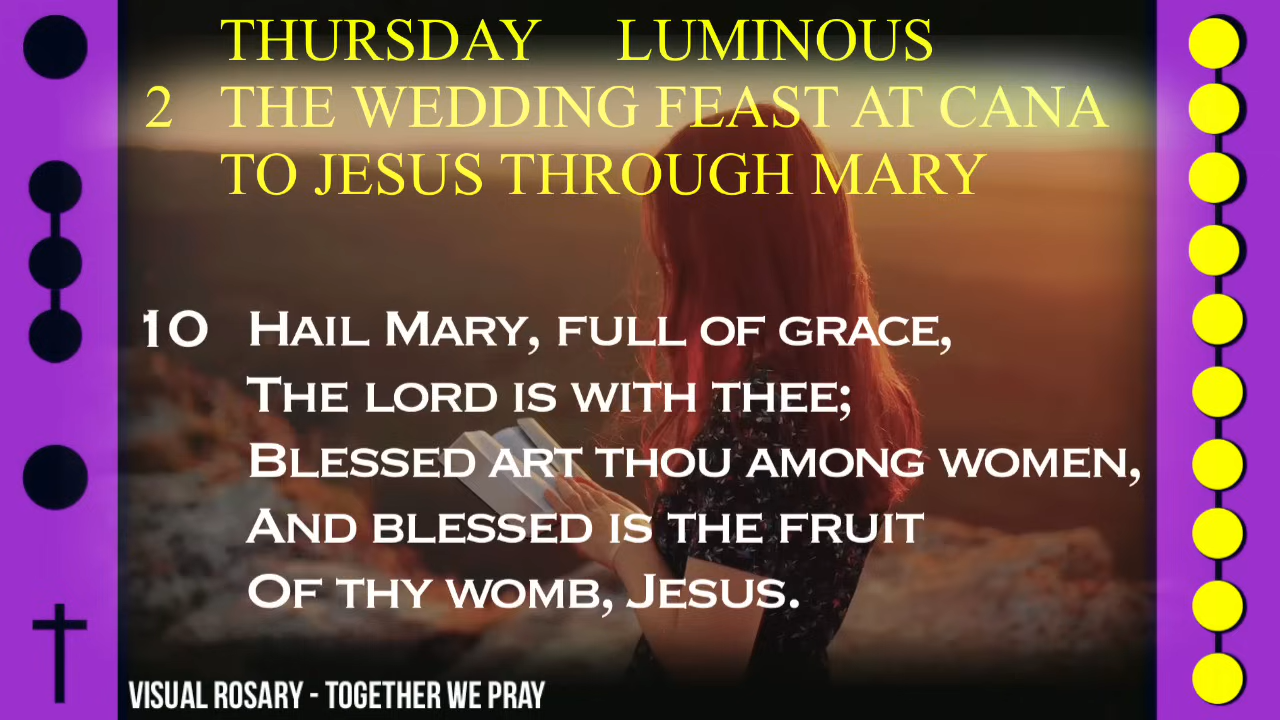 THURSDAY LUMINOUS
2 THE WEDDING FEAST AT CANA
TO JESUS THROUGH MARY
10 HAIL MARY, FULL OF GRACE,
THE LORD IS WITH THEE;
BLESSED ART THOU AMONG WOMEN,
AND BLESSED IS THE FRUIT
OF THY WOMB, JESUS.
VISUAL ROSARY - TOGETHER WE PRAY